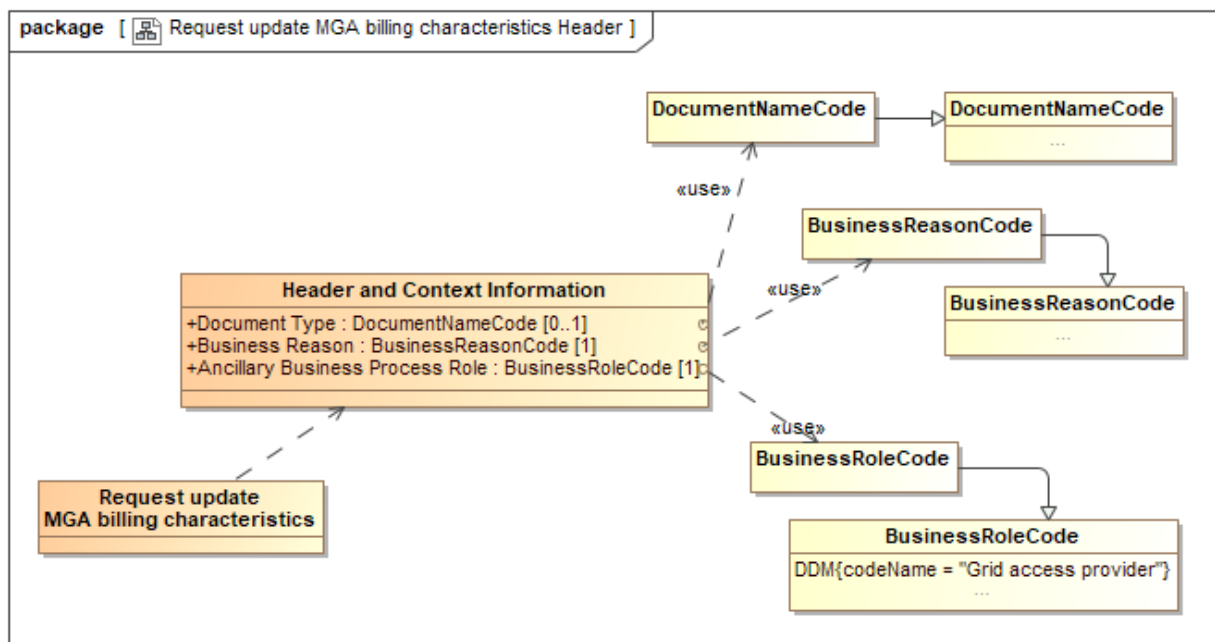 package [ Request update MGA billing characteristics Header ]
DocumentNameCode
DocumentNameCode
...
«use»
BusinessReasonCode
«use»
BusinessReasonCode
...
Header and Context Information
+Document Type : DocumentNameCode [0..1]
+Business Reason : BusinessReasonCode [1]
+Ancillary Business Process Role : BusinessRoleCode [1]
«use»
BusinessRoleCode
Request update
MGA billing characteristics
BusinessRoleCode
DDM{codeName = "Grid access provider"}
...